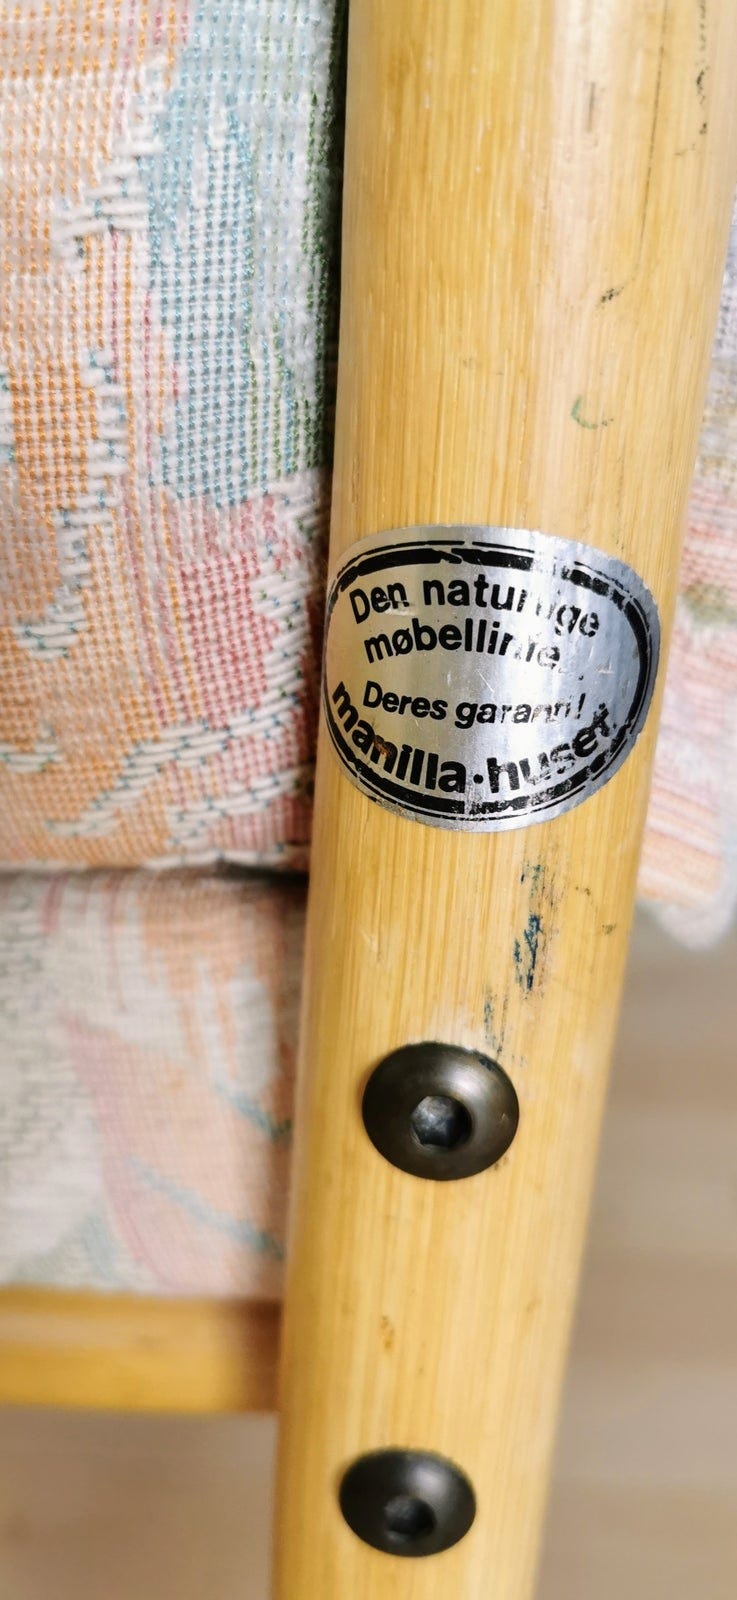 Den naturlige
møbellinie
Deres garanti!
manilla·huset